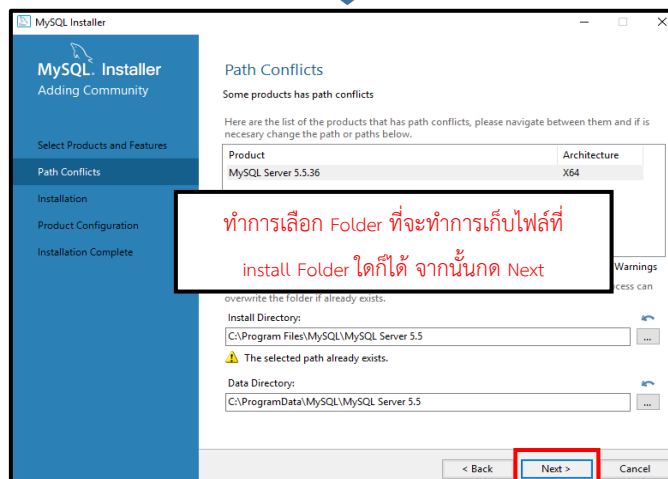 MySQL Installer
MySQL. Installer
Adding Community
Select Products and Features
Path Conflicts
Installation
Product Configuration
Installation Complete
Path Conflicts
Some products has path conflicts
Here are the list of the products that has path conflicts, please navigate between them and if is
necesary change the path or paths below.
Product Architecture
MySQL Server 5.5.36 X64
ทำการเลือก Folder ที่จะทำการเก็บไฟล์ที่
install Folder ใดก็ได้ จากนั้นกด Next
Warnings
can
overwrite the folder if already exists.
Install Directory:
C:\Program Files\MySQL\MySQL Server 5.5
...
The selected path already exists.
Data Directory:
C:\ProgramData\MySQL\MySQL Server 5.5
...
< Back Next > Cancel